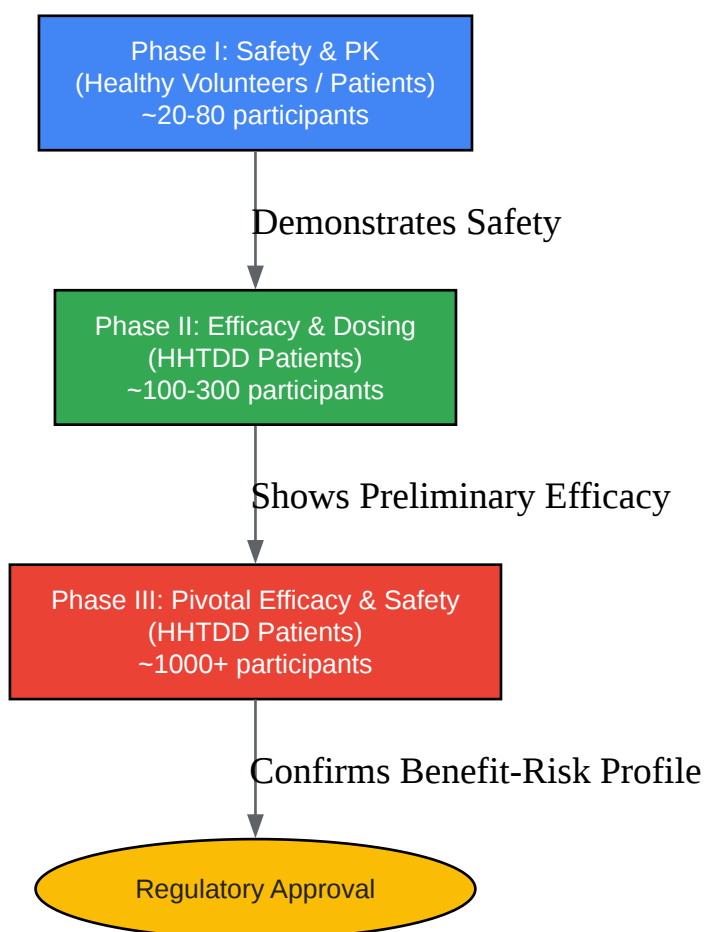 Phase I: Safety & PK
(Healthy Volunteers / Patients)
~20-80 participants
Demonstrates Safety
Phase II: Efficacy & Dosing
(HHTDD Patients)
~100-300 participants
Shows Preliminary Efficacy
Phase III: Pivotal Efficacy & Safety
(HHTDD Patients)
~1000+ participants
Confirms Benefit-Risk Profile
Regulatory Approval